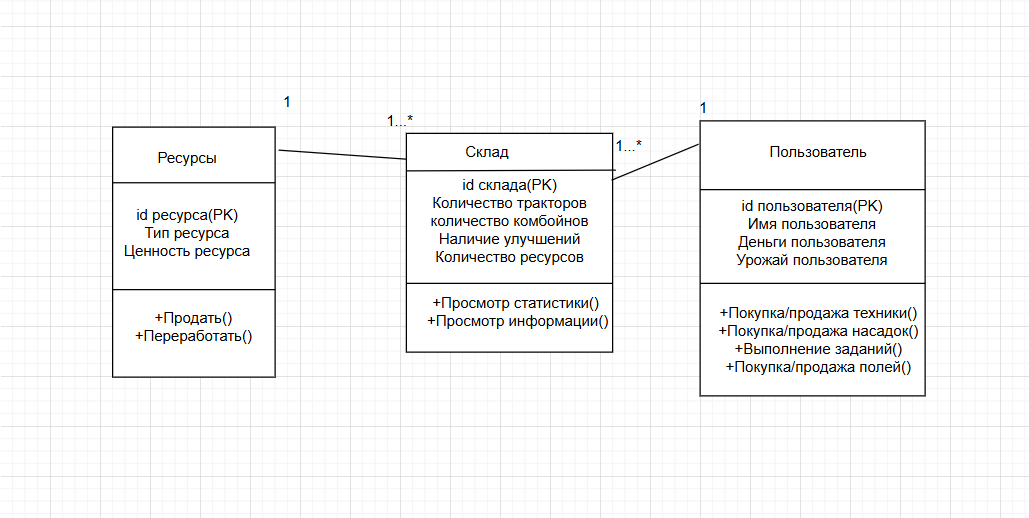 1
1...*
Ресурсы
id ресурса(PK)
Тип ресурса
Ценность ресурса
+Продать()
+Переработать()
Склад
id склада(PK)
Количество тракторов
количество комбойнов
Наличие улучшений
Количество ресурсов
+Просмотр статистики()
+Просмотр информации()
1...*
1
Пользователь
id пользователя(PK)
Имя пользователя
Деньги пользователя
Урожай пользователя
+Покупка/продажа техники()
+Покупка/продажа насадок()
+Выполнение заданий()
+Покупка/продажа полей()